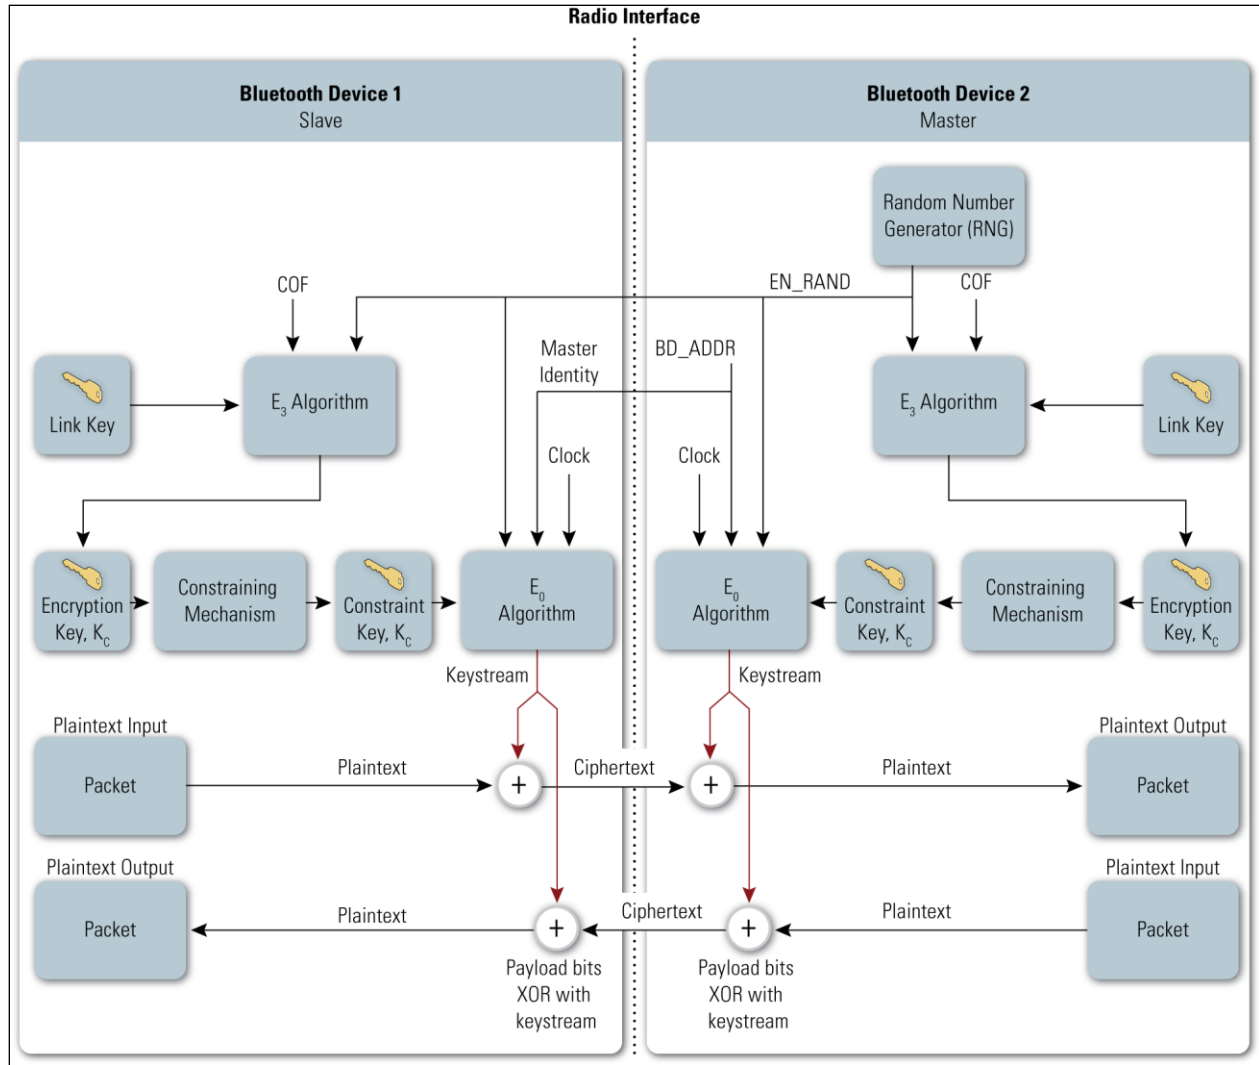 Radio Interface
Bluetooth Device 1
Slave
Bluetooth Device 2
Master
Random Number
Generator (RNG)
COF
EN_RAND
COF
Master
Identity
BD_ADDR
Link Key
E3 Algorithm
E3 Algorithm
Link Key
Clock
Clock
Encryption
Key, KC
Constraining
Mechanism
Constraint
Key, KC
E0
Algorithm
E0
Algorithm
Constraint
Key, KC
Constraining
Mechanism
Encryption
Key, KC
Keystream
Keystream
Plaintext Input
Packet
Plaintext
+
Ciphertext
+
Plaintext
Plaintext Output
Packet
Plaintext Output
Packet
Plaintext
+
Ciphertext
+
Plaintext
Plaintext Input
Packet
Payload bits
XOR with
keystream
Payload bits
XOR with
keystream